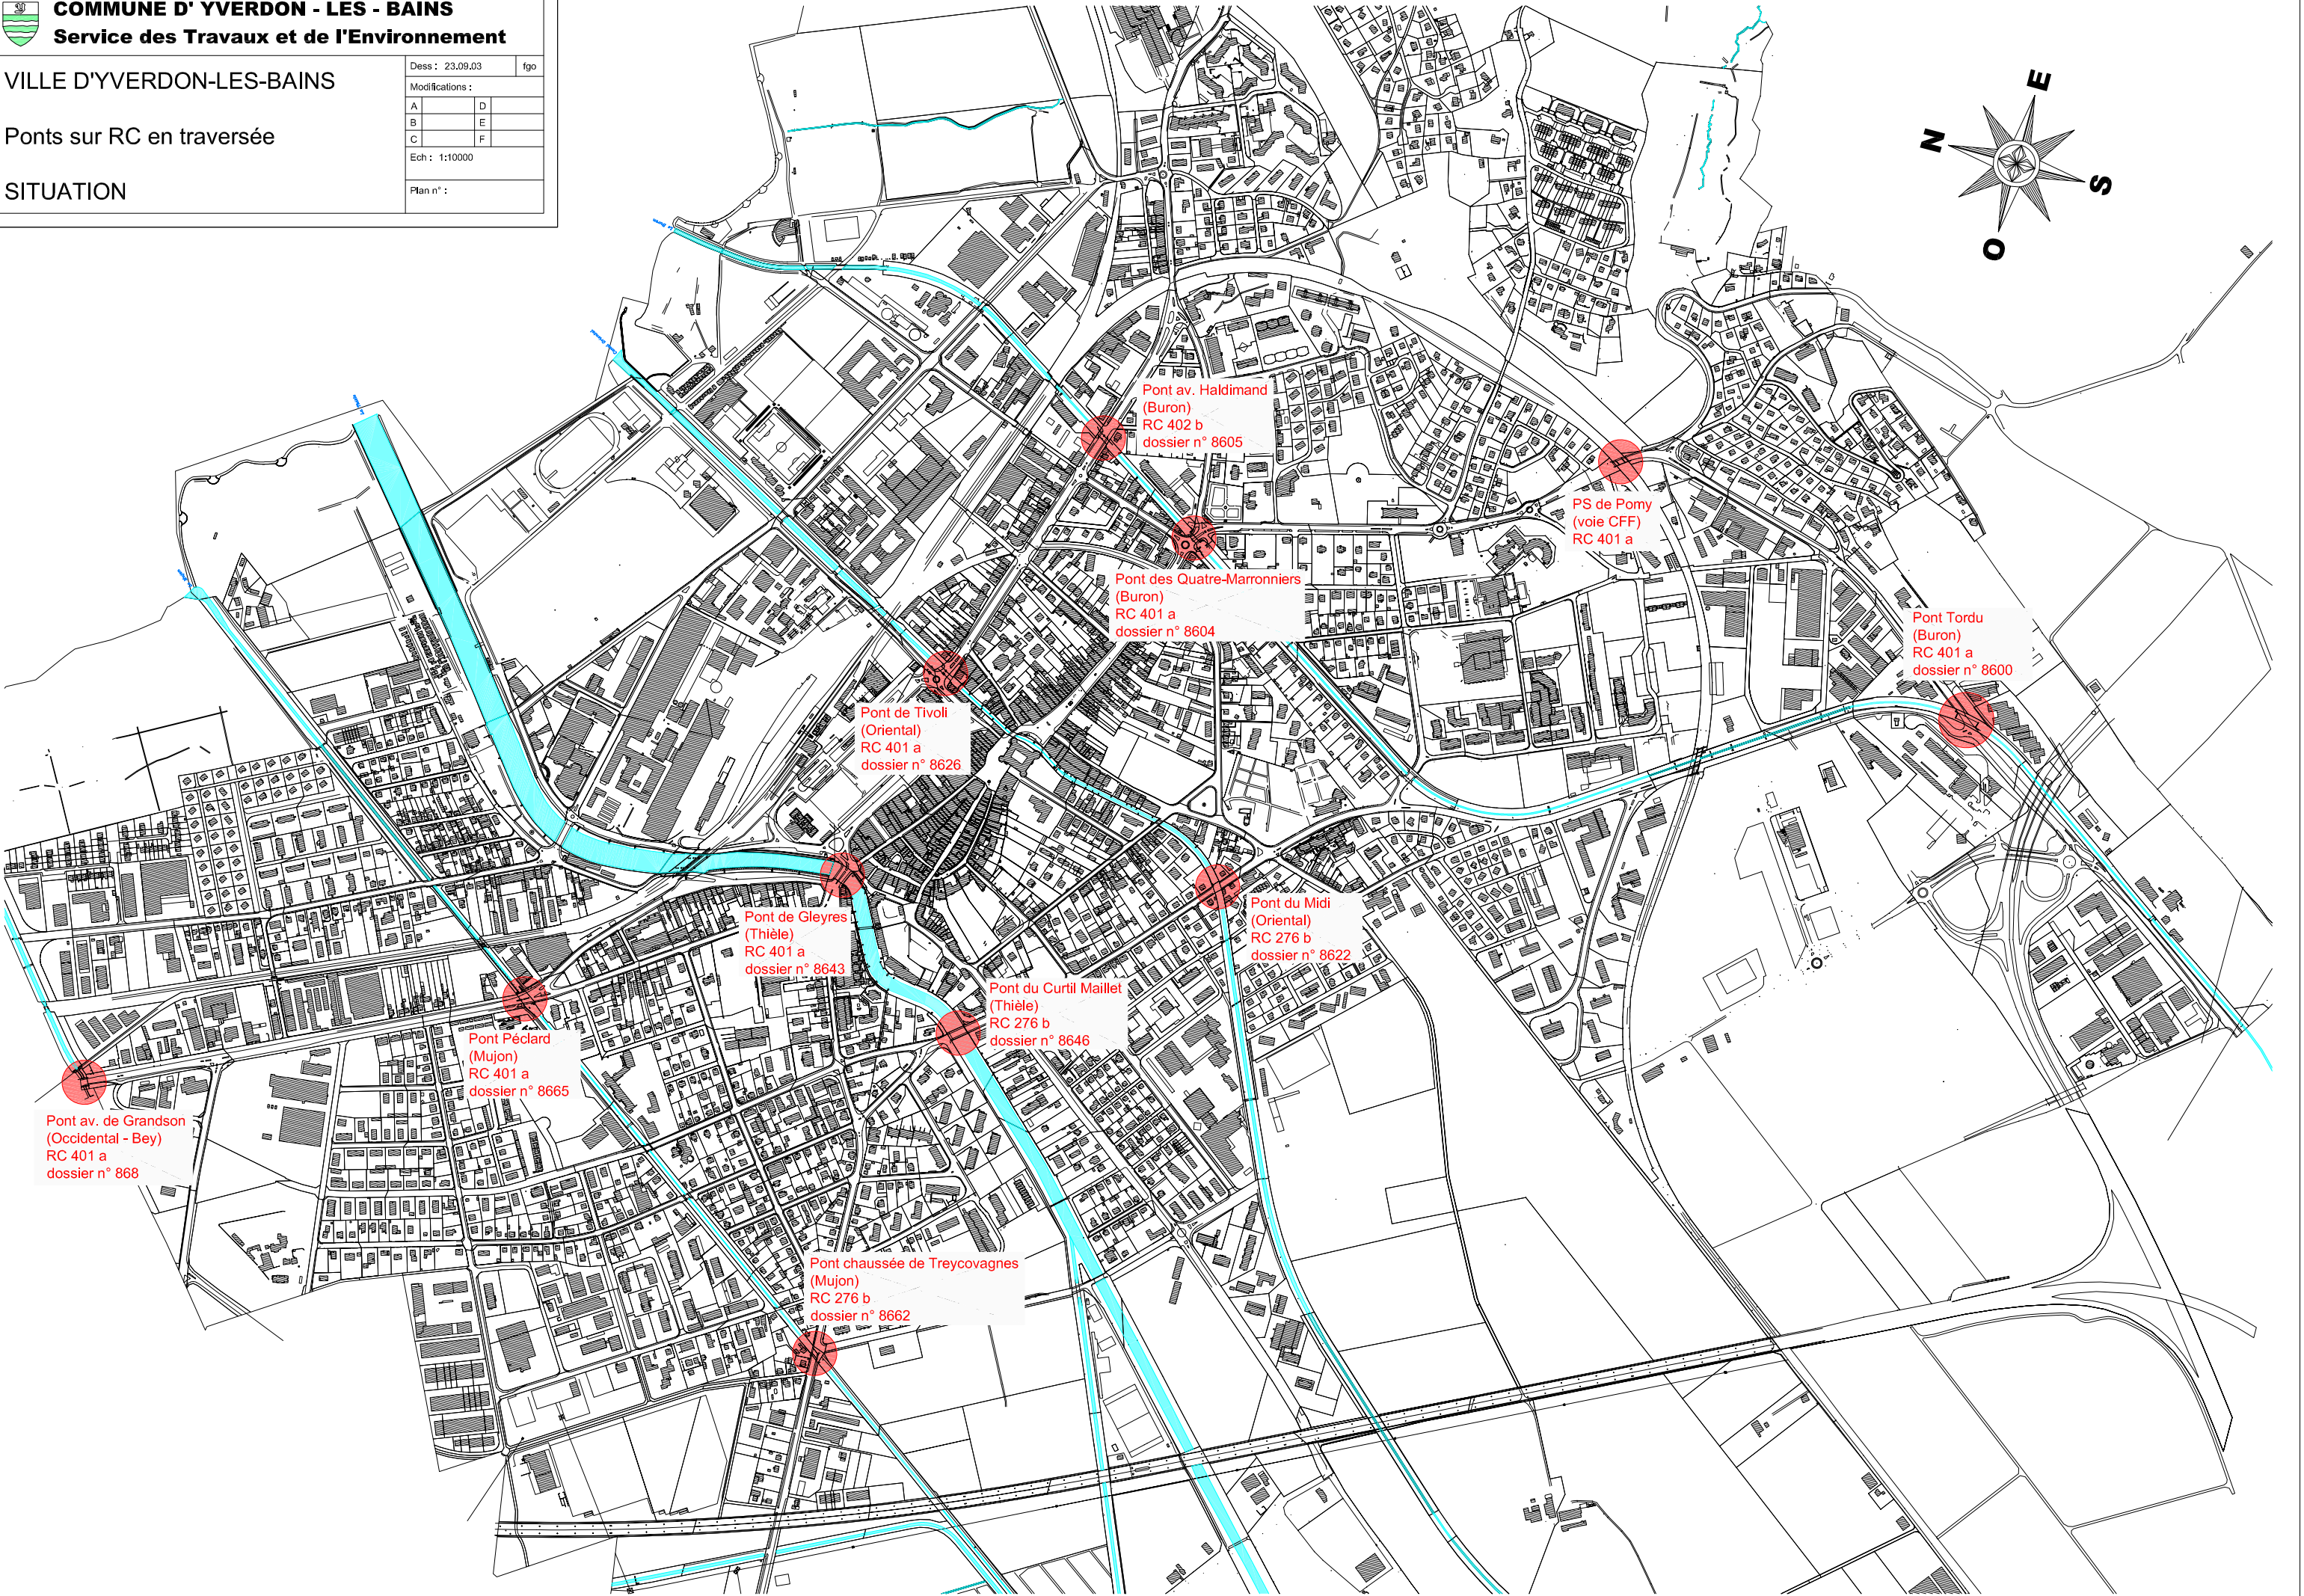 COMMUNE D' YVERDON - LES - BAINS
Service des Travaux et de l'Environnement
VILLE D'YVERDON-LES-BAINS
Ponts sur RC en traversée
SITUATION
Dess : 23.09.03 fgo
Modifications :
A D
B E
C F
Ech : 1:10000
Plan n° :
N
E
S
O
Pont av. Haldimand
(Buron)
RC 402 b
dossier n° 8605
PS de Pomy
(voie CFF)
RC 401 a
Pont des Quatre-Marronniers
(Buron)
RC 401 a
dossier n° 8604
Pont Tordu
(Buron)
RC 401 a
dossier n° 8600
Pont de Tivoli
(Oriental)
RC 401 a
dossier n° 8626
Pont de Gleyres
(Thièle)
RC 401 a
dossier n° 8643
Pont du Midi
(Oriental)
RC 276 b
dossier n° 8622
Pont du Curtil Maillet
(Thièle)
RC 276 b
dossier n° 8646
Pont Péclard
(Mujon)
RC 401 a
dossier n° 8665
Pont av. de Grandson
(Occidental - Bey)
RC 401 a
dossier n° 868
Pont chaussée de Treycovagnes
(Mujon)
RC 276 b
dossier n° 8662